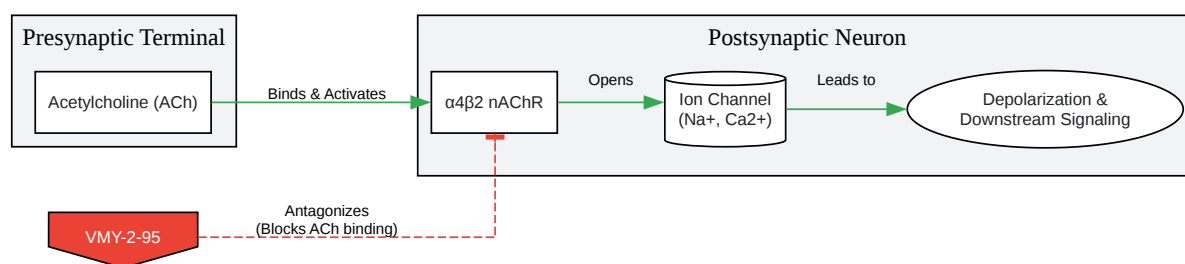 Presynaptic Terminal
Postsynaptic Neuron
Acetylcholine (ACh)
Binds & Activates
α4β2 nAChR
Opens
Ion Channel
(Na+, Ca2+)
Leads to
Depolarization &
Downstream Signaling
VMY-2-95
Antagonizes
(Blocks ACh binding)